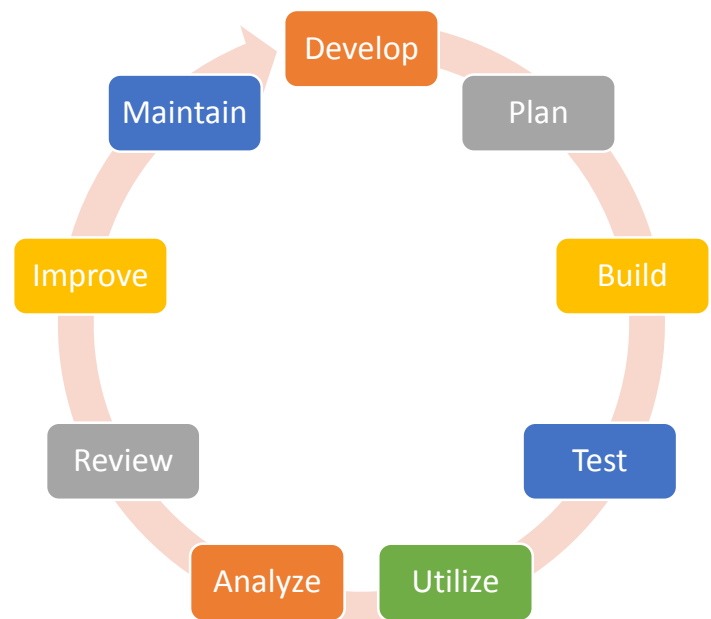 Develop
Plan
Build
Test
Utilize
Analyze
Review
Improve
Maintain